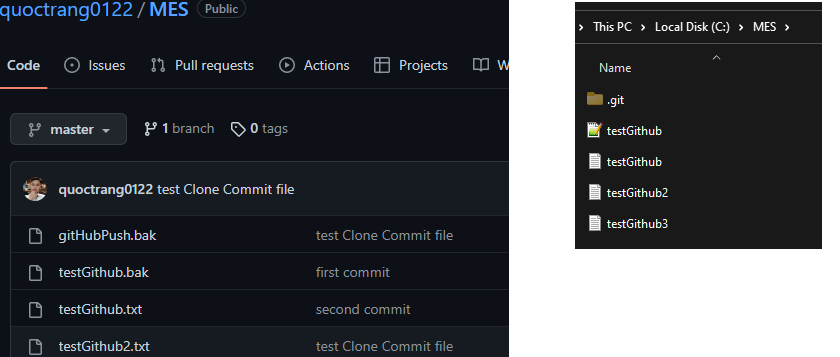 quoctrang0122 / MES Public
Code Issues Pull requests Actions Projects W
master 1 branch 0 tags
quoctrang0122 test Clone Commit file
gitHubPush.bak test Clone Commit file
testGithub.bak first commit
testGithub.txt second commit
testGithub2.txt test Clone Commit file
This PC Local Disk (C:) MES
Name
.git
testGithub
testGithub
testGithub2
testGithub3